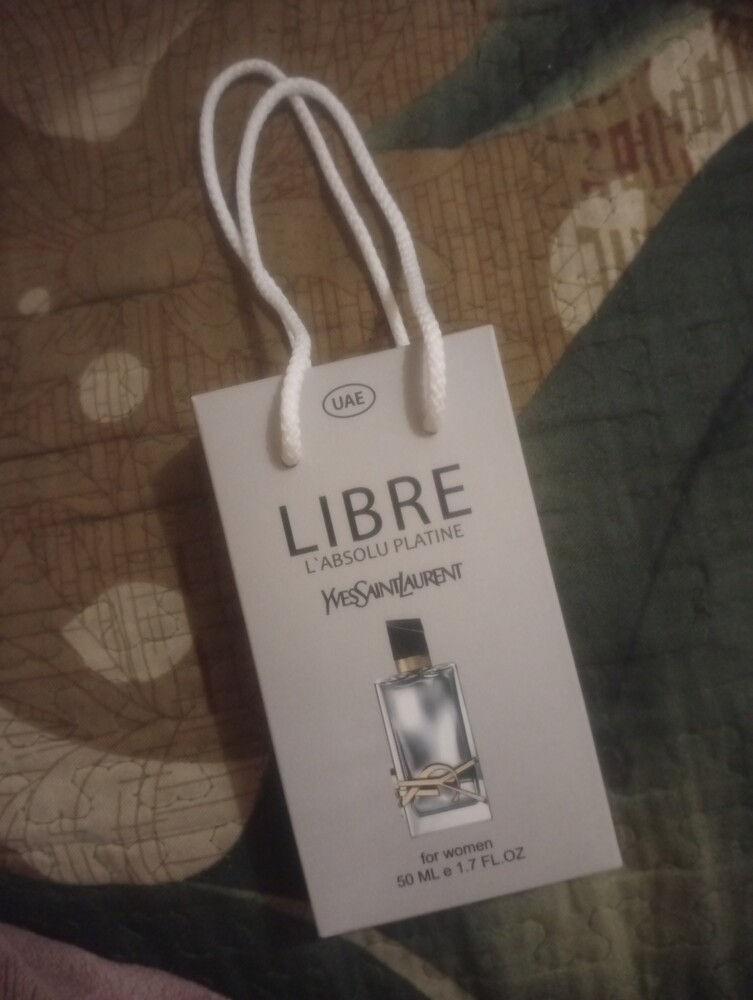 UAE
LIBRE
L`ABSOLU PLATINE
YVESSAINTLAURENT
for women
50 ML e 1.7 FL.OZ